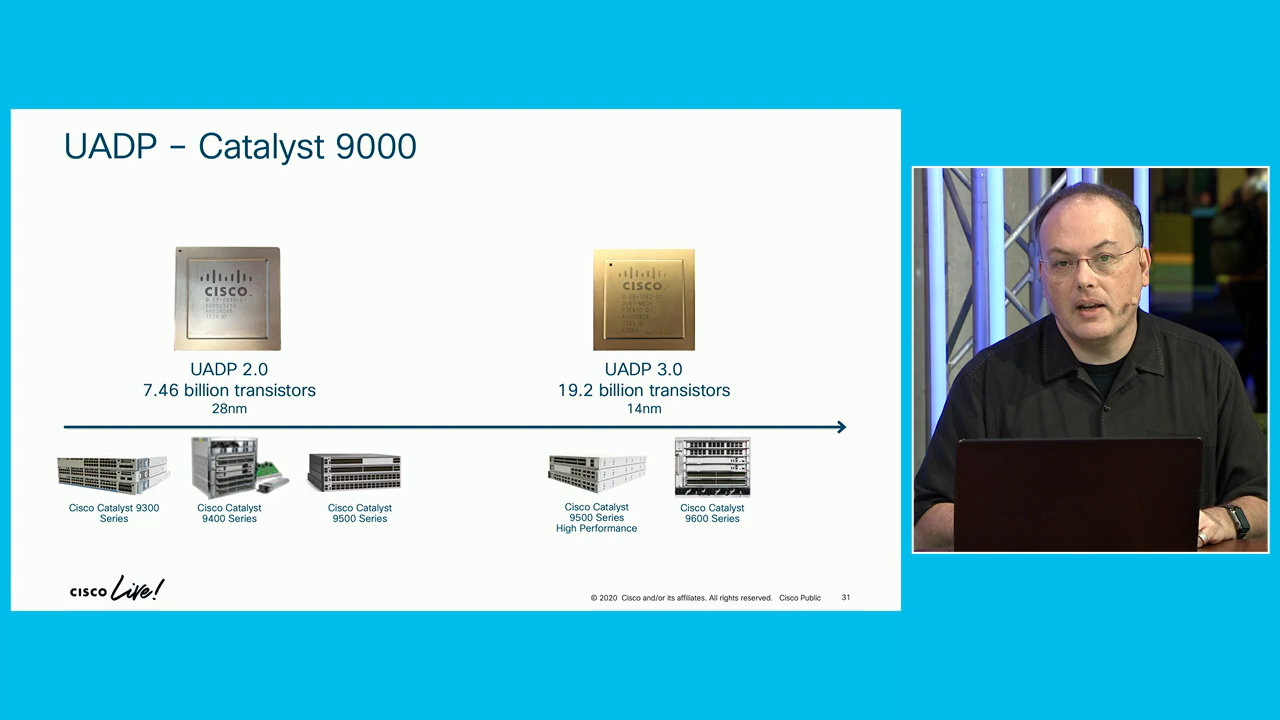 UADP – Catalyst 9000
CISCO
CISCO
UADP 2.0
7.46 billion transistors
28nm
UADP 3.0
19.2 billion transistors
14nm
Cisco Catalyst 9300
Series
Cisco Catalyst
9400 Series
Cisco Catalyst
9500 Series
Cisco Catalyst
9500 Series
High Performance
Cisco Catalyst
9600 Series
CISCO Live!
© 2020 Cisco and/or its affiliates. All rights reserved. Cisco Public 31